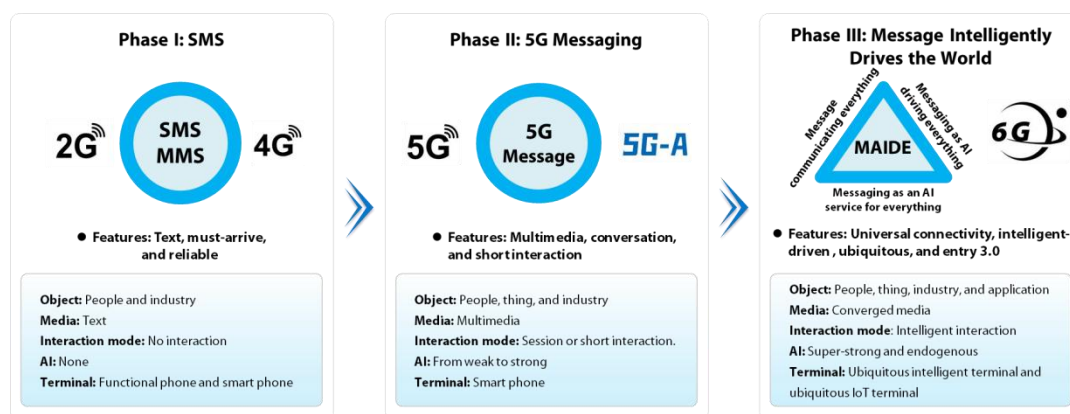 Phase I: SMS
2G
SMS
MMS
4G
● Features: Text, must-arrive,
and reliable
Object: People and industry
Media: Text
Interaction mode: No interaction
AI: None
Terminal: Functional phone and smart phone
Phase II: 5G Messaging
5G
5G
Message
5G-A
● Features: Multimedia, conversation,
and short interaction
Object: People, thing, and industry
Media: Multimedia
Interaction mode: Session or short interaction.
AI: From weak to strong
Terminal: Smart phone
Phase III: Message Intelligently
Drives the World
Message
communicating everything
Messaging as AI
driving everything
MAIDE
6G
Messaging as an AI
service for everything
● Features: Universal connectivity, intelligent-
driven , ubiquitous, and entry 3.0
Object: People, thing, industry, and application
Media: Converged media
Interaction mode: Intelligent interaction
AI: Super-strong and endogenous
Terminal: Ubiquitous intelligent terminal and
ubiquitous IoT terminal